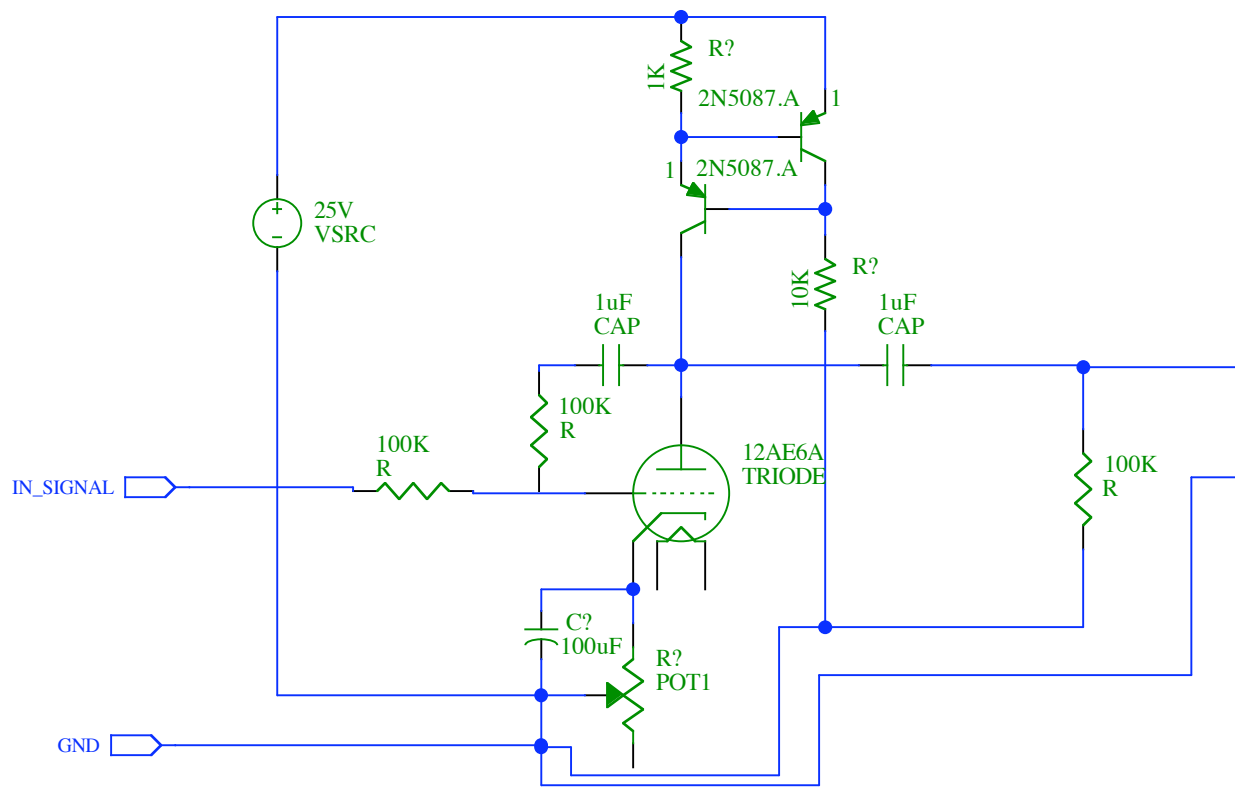 R?
1K
2N5087.A
1
1
2N5087.A
+
25V
−
VSRC
R?
10K
1uF
CAP
1uF
CAP
100K
R
100K
R
12AE6A
TRIODE
100K
R
IN_SIGNAL
C?
100uF
R?
POT1
GND